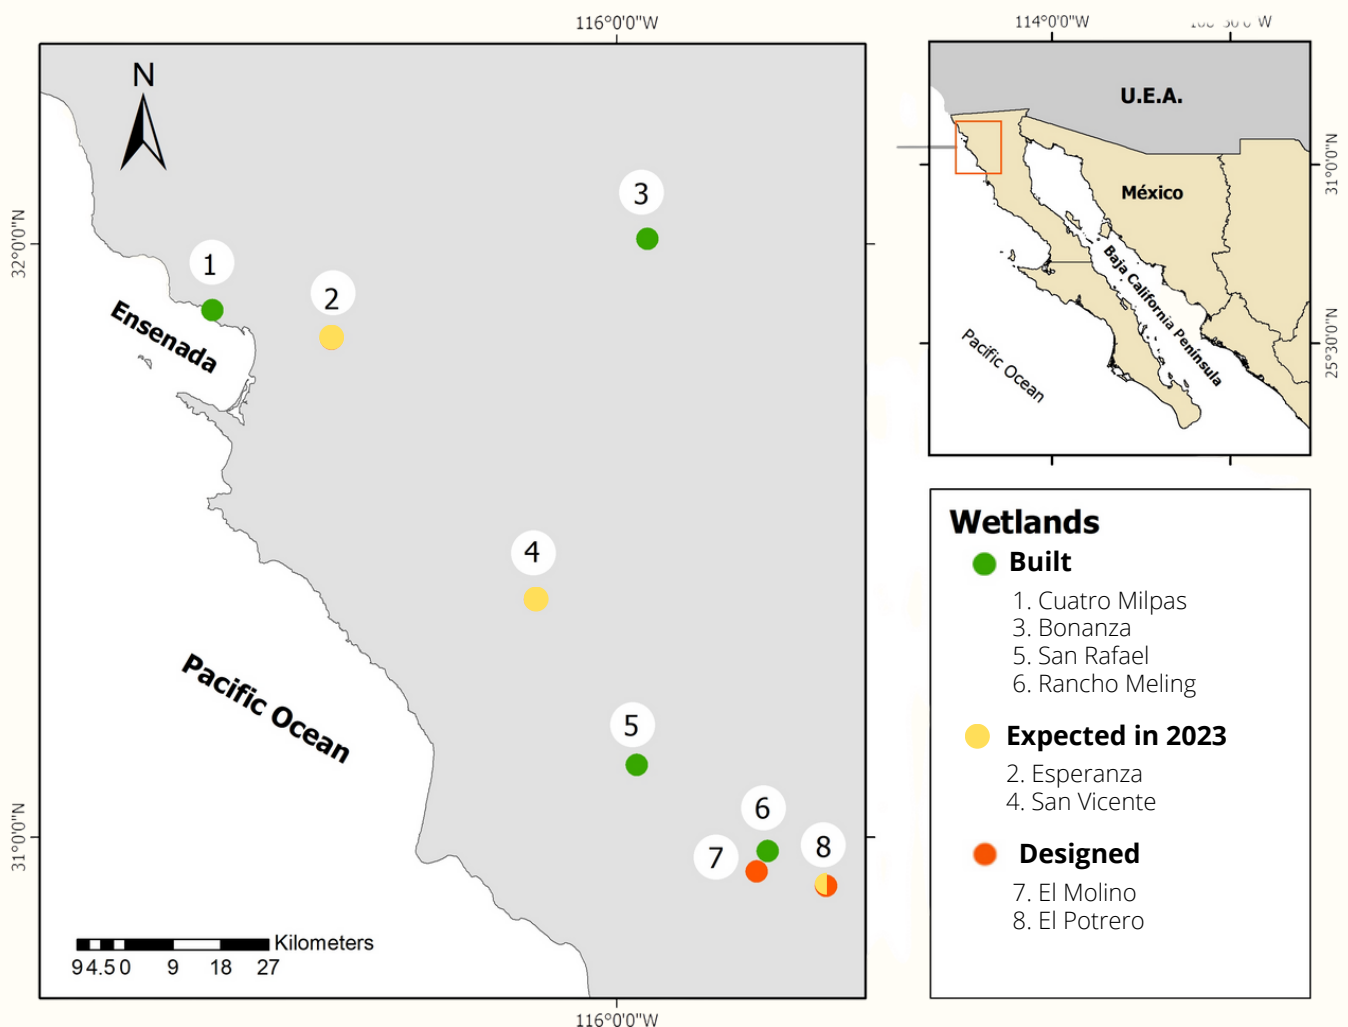 116°0'0"W
N
32°0'0"N
31°0'0"N
1
2
3
4
5
6
7
8
Ensenada
Pacific Ocean
Kilometers
9 4.5 0 9 18 27
116°0'0"W
114°0'0"W
U.E.A.
México
Baja California Península
Pacific Ocean
31°0'0"N
25°30'0"N
Wetlands
Built
1. Cuatro Milpas
3. Bonanza
5. San Rafael
6. Rancho Meling
Expected in 2023
2. Esperanza
4. San Vicente
Designed
7. El Molino
8. El Potrero